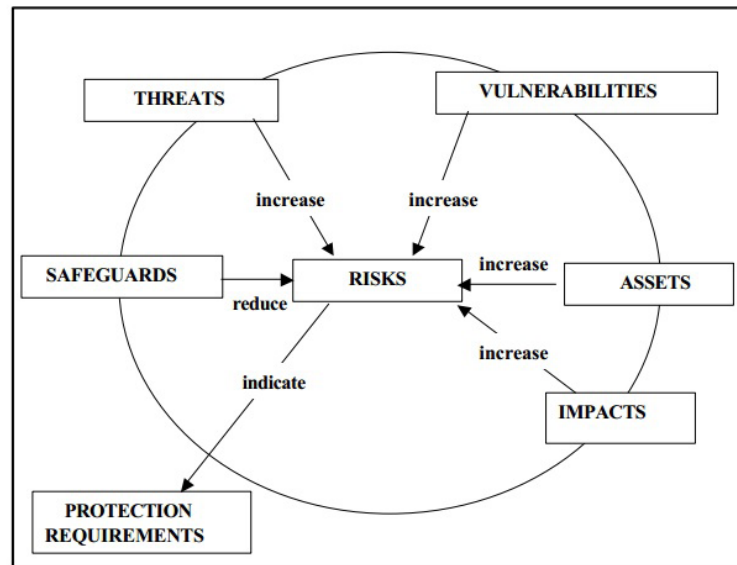 THREATS
VULNERABILITIES
increase
increase
SAFEGUARDS
RISKS
increase
ASSETS
reduce
increase
indicate
IMPACTS
PROTECTION
REQUIREMENTS